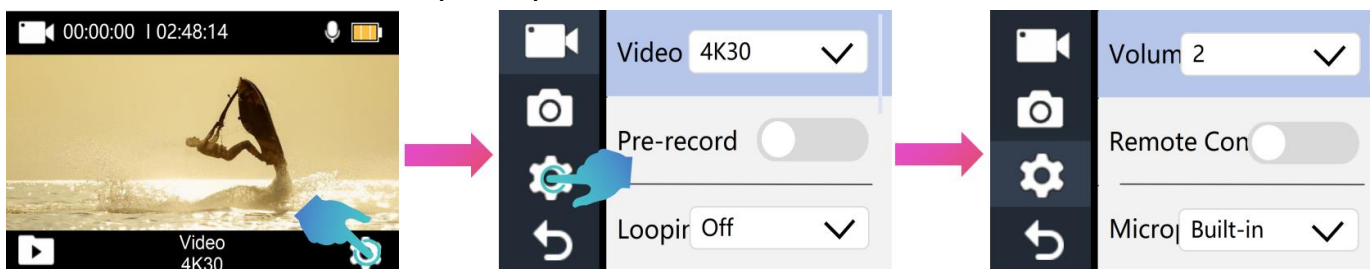 00:00:00 | 02:48:14
Video
4K30
Video 4K30
Pre-record
Loopin Off
Volum 2
Remote Con
Microp Built-in